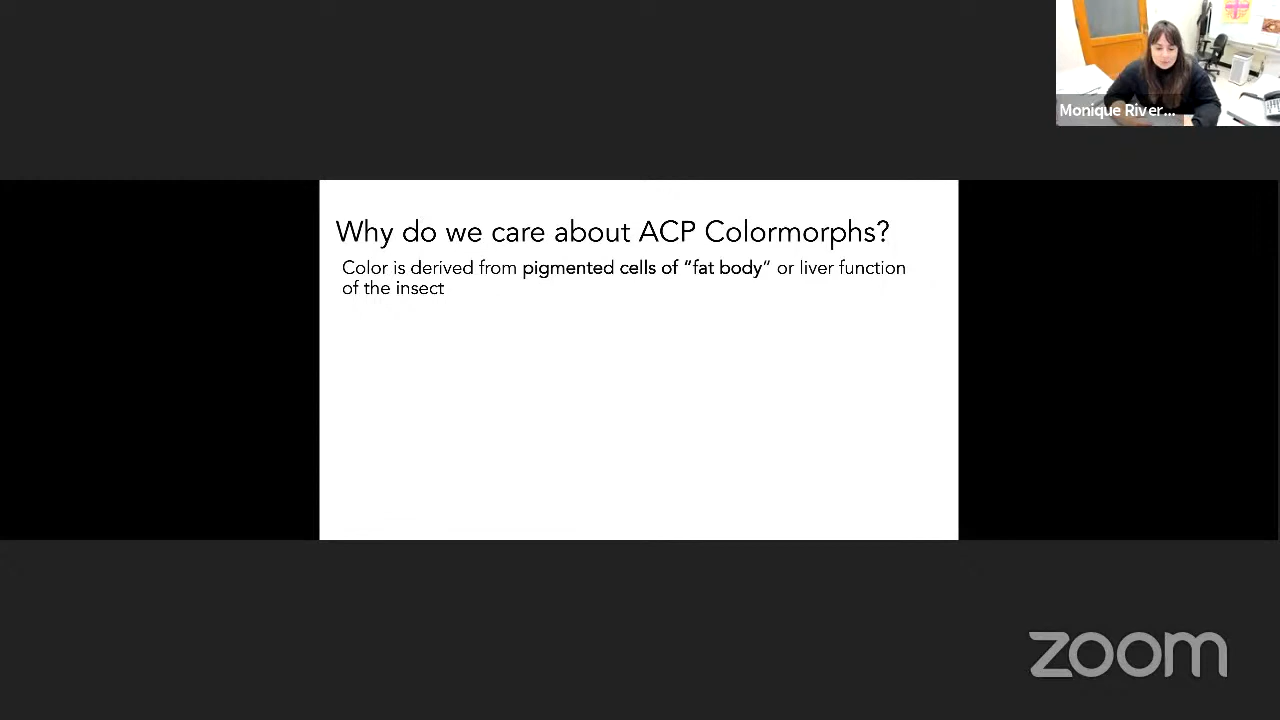 Monique River...
Why do we care about ACP Colormorphs?
Color is derived from pigmented cells of “fat body” or liver function
of the insect
zoom